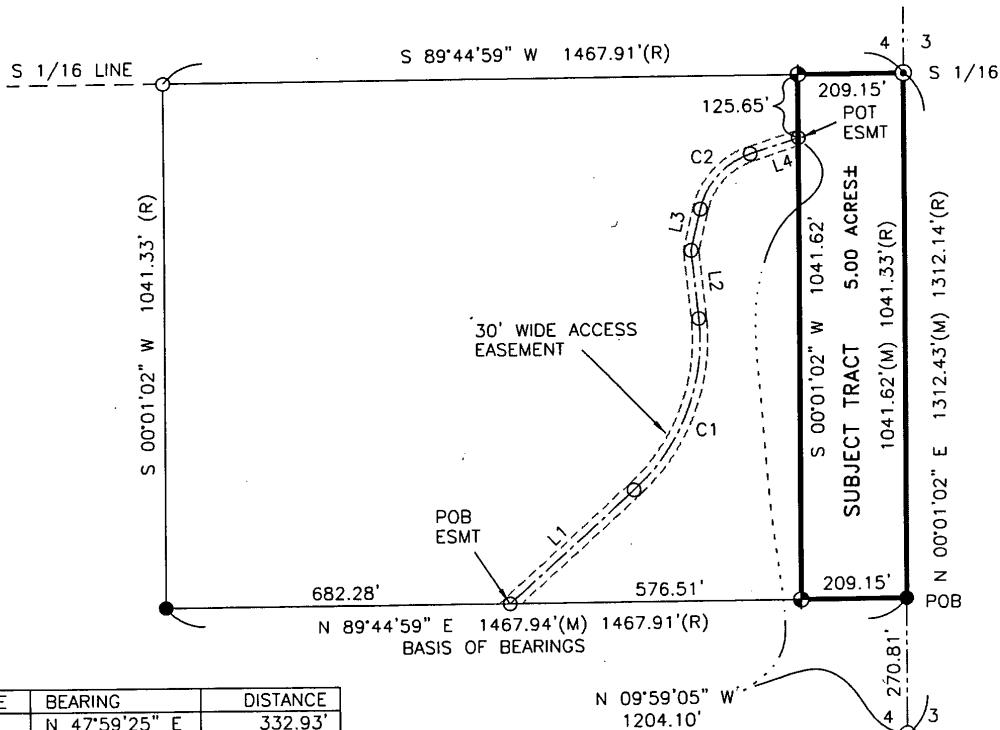 4 3
S 89°44'59" W 1467.91'(R)
S 1/16 LINE
S 1/16
209.15'
125.65'
POT
ESMT
C2
L4
L3
L2
S 00°01'02" W 1041.33' (R)
S 00°01'02" W 1041.62'
SUBJECT TRACT 5.00 ACRES±
1041.62'(M) 1041.33'(R)
N 00°01'02" E 1312.43'(M) 1312.14'(R)
30' WIDE ACCESS
EASEMENT
C1
POB
ESMT
L1
682.28'
576.51'
209.15'
POB
N 89°44'59" E 1467.94'(M) 1467.91'(R)
BASIS OF BEARINGS
270.81'
N 09°59'05" W
1204.10'
4 3
BEARING DISTANCE
N 47°59'25" E 332.93'